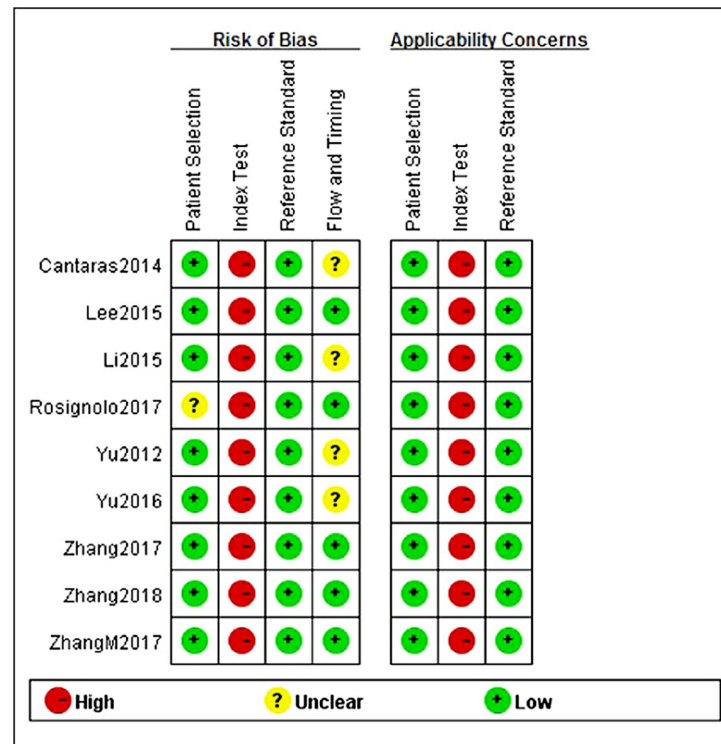 Risk of Bias Applicability Concerns
Patient Selection
Index Test
Reference Standard
Flow and Timing
Patient Selection
Index Test
Reference Standard
Cantaras2014 + - + ? + - +
Lee2015 + - + + + - +
Li2015 + - + ? + - +
Rosignolo2017 ? - + + + - +
Yu2012 + - + ? + - +
Yu2016 + - + ? + - +
Zhang2017 + - + + + - +
Zhang2018 + - + + + - +
ZhangM2017 + - + + + - +
- High ? Unclear + Low